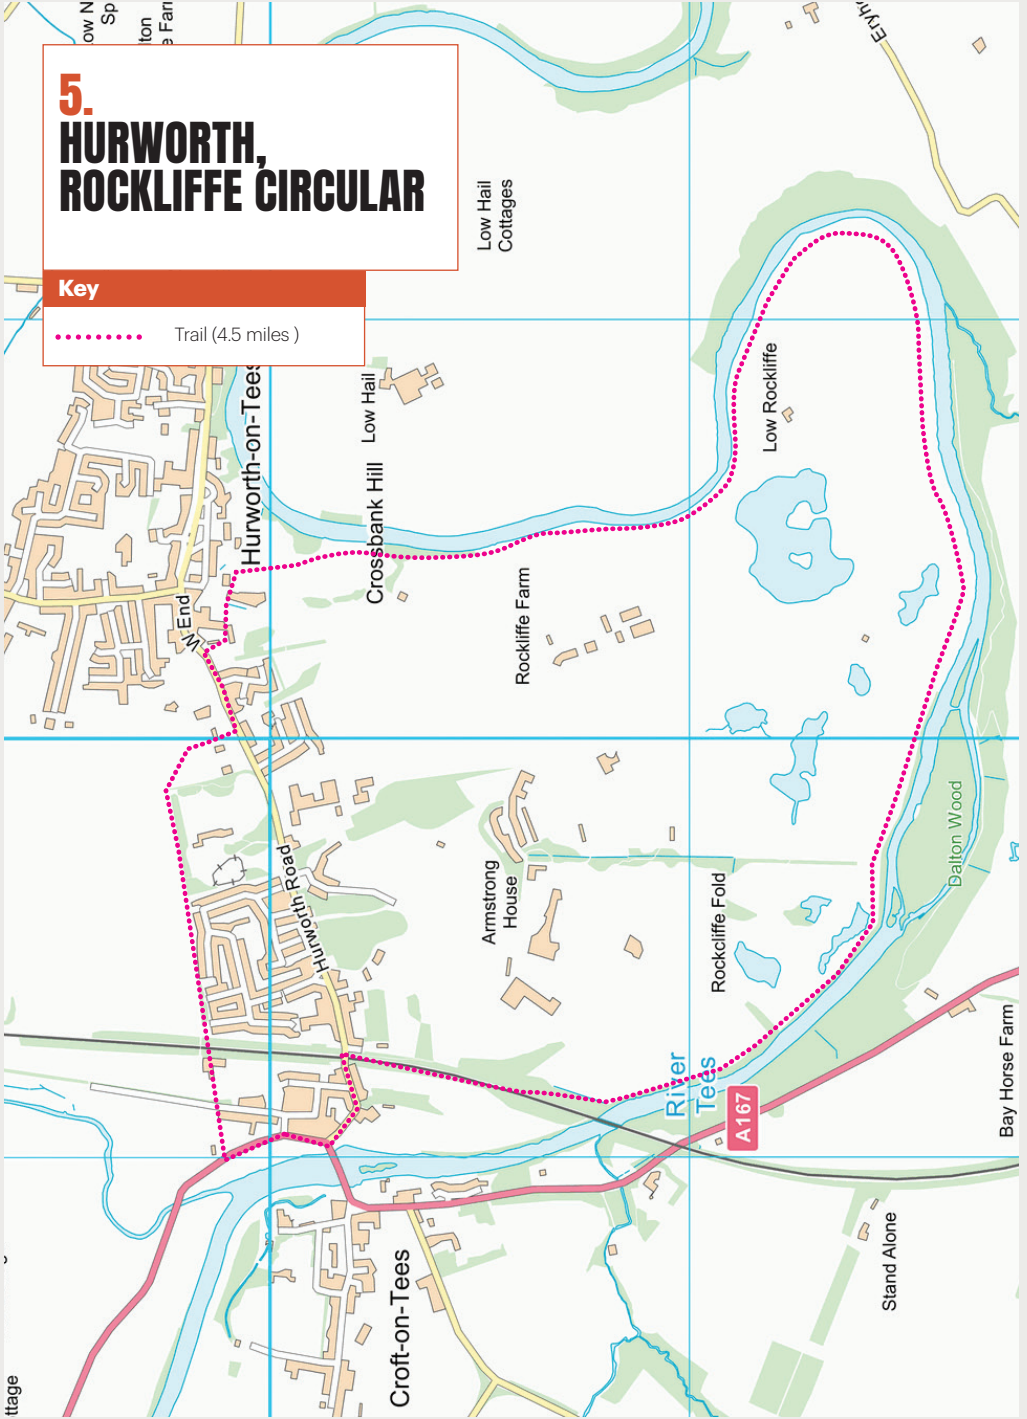 5.
HURWORTH,
ROCKLIFFE CIRCULAR
Key
Trail (4.5 miles )
Low Hail
Cottages
Hurworth-on-Tees
Low Hail
Crossbank Hill
Low Rockliffe
W End
Rockliffe Farm
Hurworth Road
Armstrong
House
Rockcliffe Fold
Dalton Wood
River
Tees
A167
Bay Horse Farm
Stand Alone
Croft-on-Tees
ttage